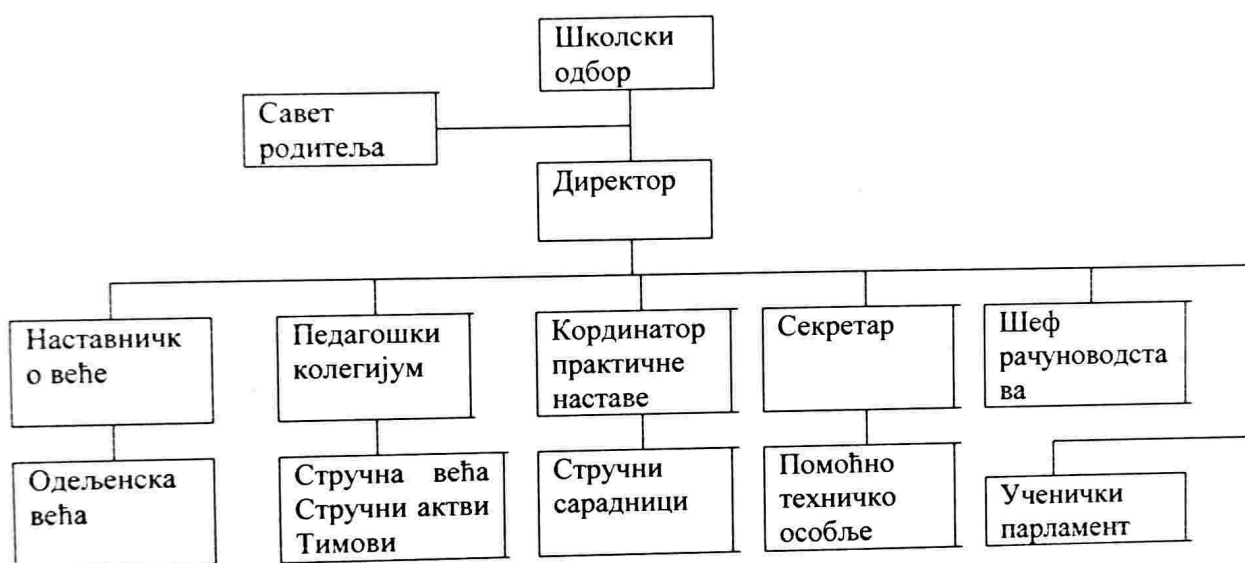 Школски
одбор
Савет
родитеља
Директор
Наставничк
о веће
Педагошки
колегијум
Кординатор
практичне
наставе
Секретар
Шеф
рачуноводста
ва
Одељенска
већа
Стручна већа
Стручни актви
Тимови
Стручни
сарадници
Помоћно
техничко
особље
Ученички
парламент